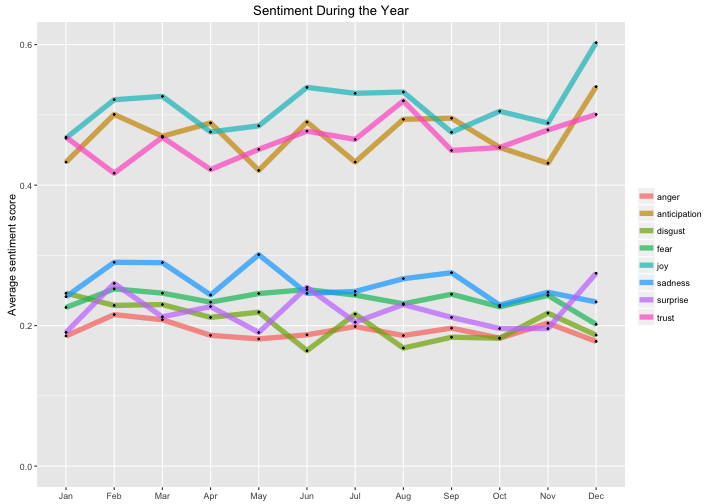 Sentiment During the Year
Average sentiment score
0.6
0.4
0.2
0.0
Jan Feb Mar Apr May Jun Jul Aug Sep Oct Nov Dec
anger
anticipation
disgust
fear
joy
sadness
surprise
trust